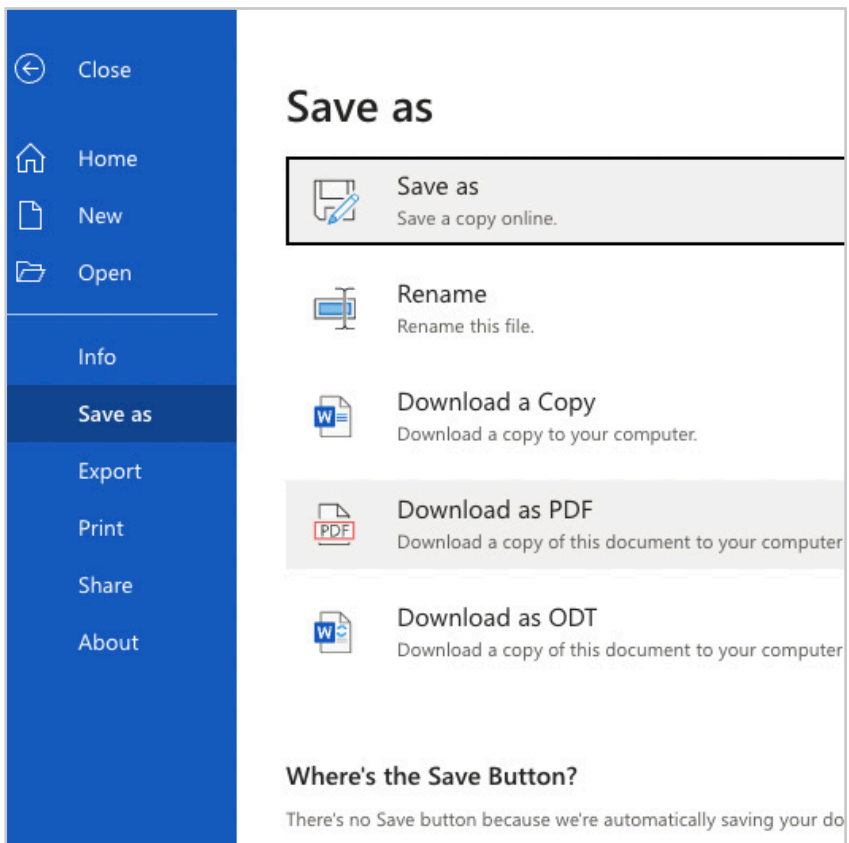 Close
Home
New
Open
Info
Save as
Export
Print
Share
About
Save as
Save as
Save a copy online.
Rename
Rename this file.
W
Download a Copy
Download a copy to your computer.
PDF
Download as PDF
Download a copy of this document to your computer
W
Download as ODT
Download a copy of this document to your computer
Where's the Save Button?
There's no Save button because we're automatically saving your do